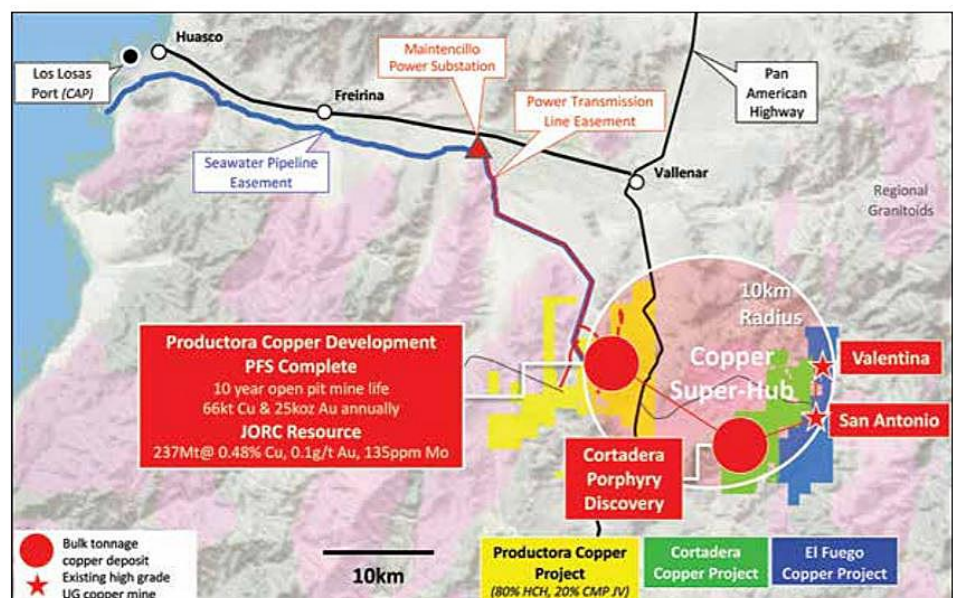 Huasco
Los Losas
Port (CAP)
Maintencillo
Power Substation
Freirina
Power Transmission
Line Easement
Pan
American
Highway
Seawater Pipeline
Easement
Vallenar
Regional
Granitoids
10km
Radius
Copper
Super-Hub
Productora Copper Development
PFS Complete
10 year open pit mine life
66kt Cu & 25koz Au annually
JORC Resource
237Mt@ 0.48% Cu, 0.1g/t Au, 135ppm Mo
Valentina
San Antonio
Cortadera
Porphyry
Discovery
Bulk tonnage
copper deposit
Existing high grade
UG copper mine
10km
Productora Copper
Project
(80% HCH, 20% CMP JV)
Cortadera
Copper Project
El Fuego
Copper Project